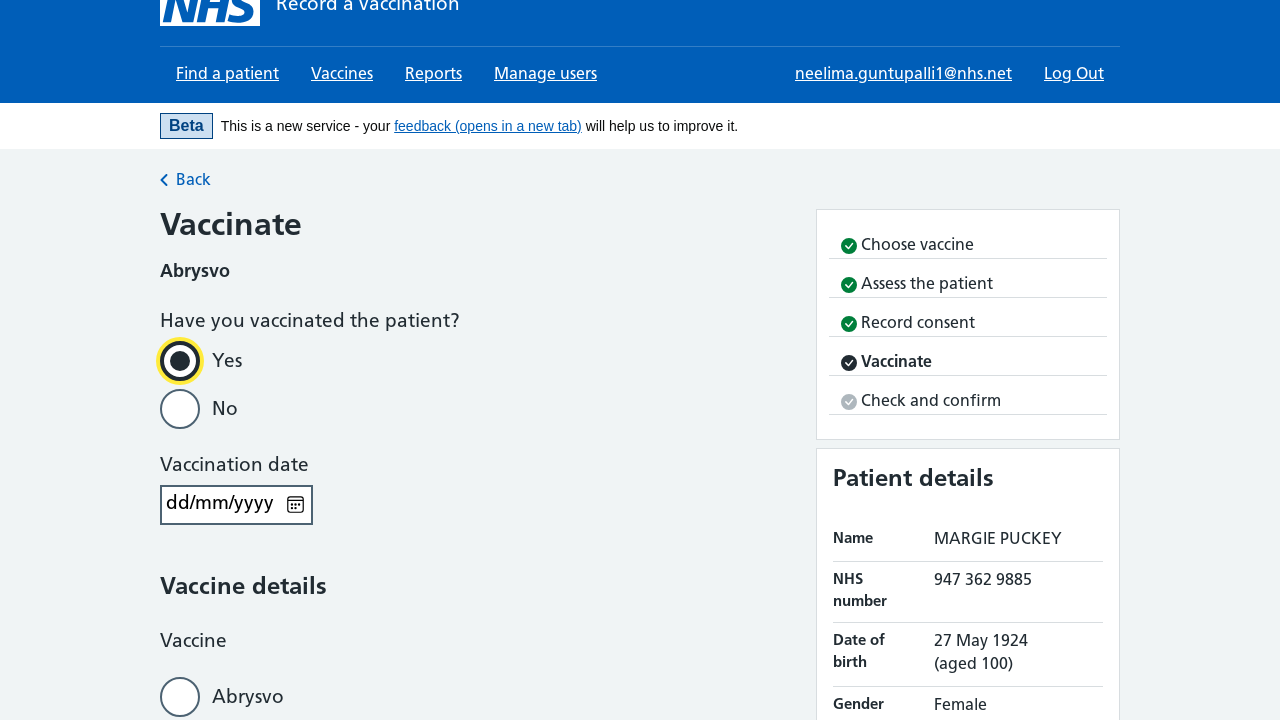 NHS Record a vaccination
Find a patient Vaccines Reports Manage users neelima.guntupalli1@nhs.net Log Out
Beta This is a new service - your feedback (opens in a new tab) will help us to improve it.
Back
Vaccinate
Abrysvo
Have you vaccinated the patient?
Yes
No
Vaccination date
dd/mm/yyyy
Vaccine details
Vaccine
Abrysvo
Choose vaccine
Assess the patient
Record consent
Vaccinate
Check and confirm
Patient details
Name MARGIE PUCKEY
NHS number 947 362 9885
Date of birth 27 May 1924 (aged 100)
Gender Female